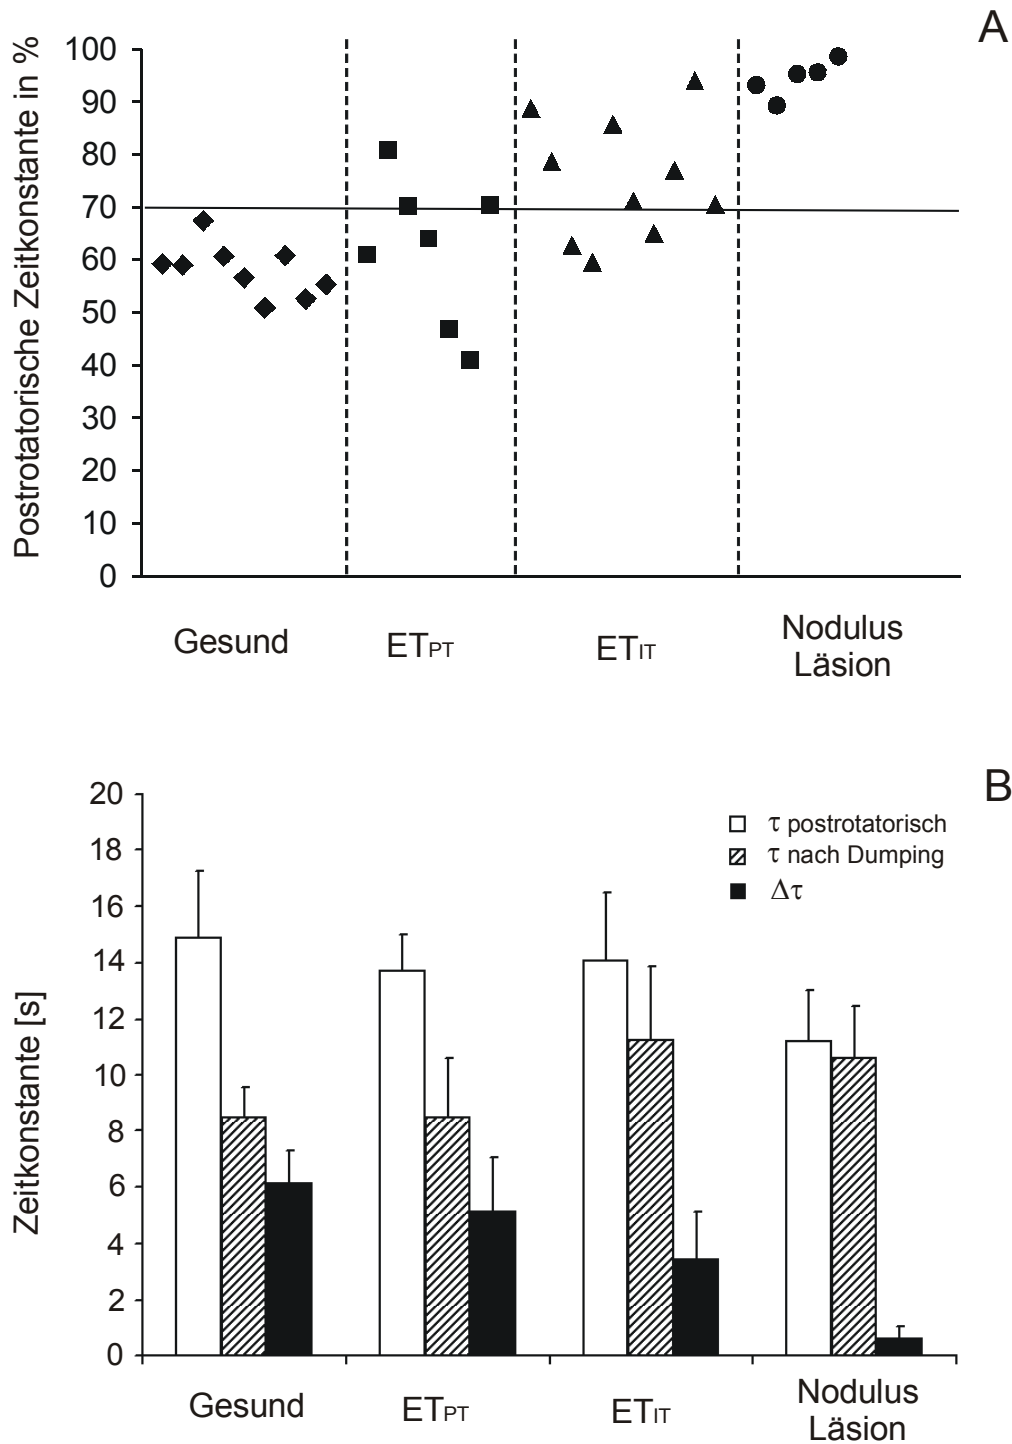 A
Postrotatorische Zeitkonstante in %
100
90
80
70
60
50
40
30
20
10
0
Gesund
ETPT
ETIT
Nodulus
Läsion
B
20
18
16
14
12
10
8
6
4
2
0
Zeitkonstante [s]
τ postrotatorisch
τ nach Dumping
Δτ
Gesund
ETPT
ETIT
Nodulus
Läsion